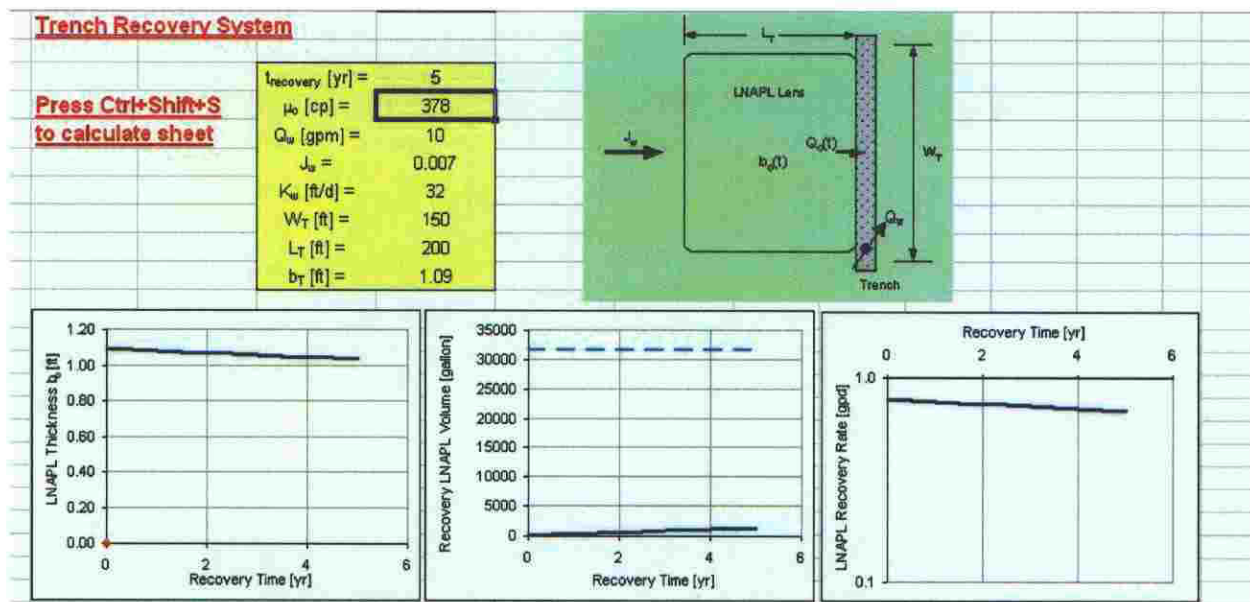 Trench Recovery System
Press Ctrl+Shift+S
to calculate sheet
t_recovery [yr] = 5
μ_o [cp] = 378
Q_w [gpm] = 10
J_w = 0.007
K_w [ft/d] = 32
W_T [ft] = 150
L_T [ft] = 200
b_T [ft] = 1.09
L_T
LNAPL Lens
J_w
Q_o(t)
b_o(t)
W_T
Q_w
Trench
LNAPL Thickness b_o[ft]
1.20
1.00
0.80
0.60
0.40
0.20
0.00
0 2 4 6
Recovery Time [yr]
Recovery LNAPL Volume [gallon]
35000
30000
25000
20000
15000
10000
5000
0
0 2 4 6
Recovery Time [yr]
Recovery Time [yr]
0 2 4 6
LNAPL Recovery Rate [gpd]
1.0
0.1